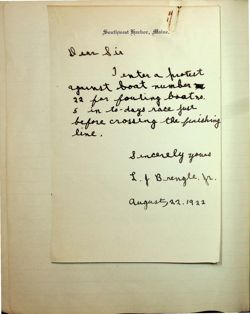 Southwest Harbor, Maine.
Dear Sir
I enter a protest
against boat number
22 for fouling boat no.
5 in to-days race just
before crossing the finishing
line.
Sincerely yours
L. J Brengle, Jr.
August, 22, 1922